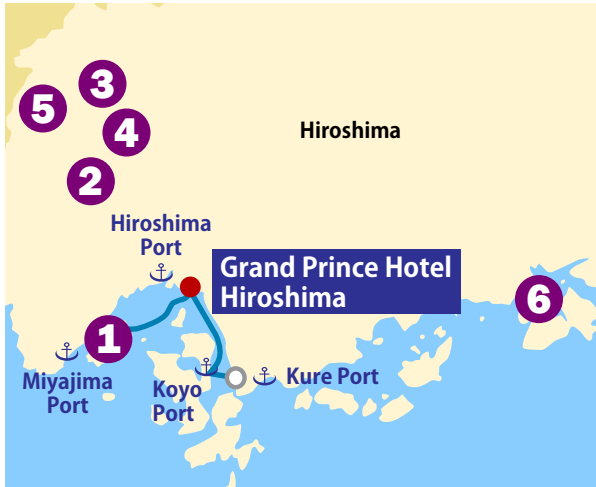 3
5
4
Hiroshima
2
Hiroshima
Port
Grand Prince Hotel
Hiroshima
6
1
Miyajima
Port
Koyo
Port
Kure Port